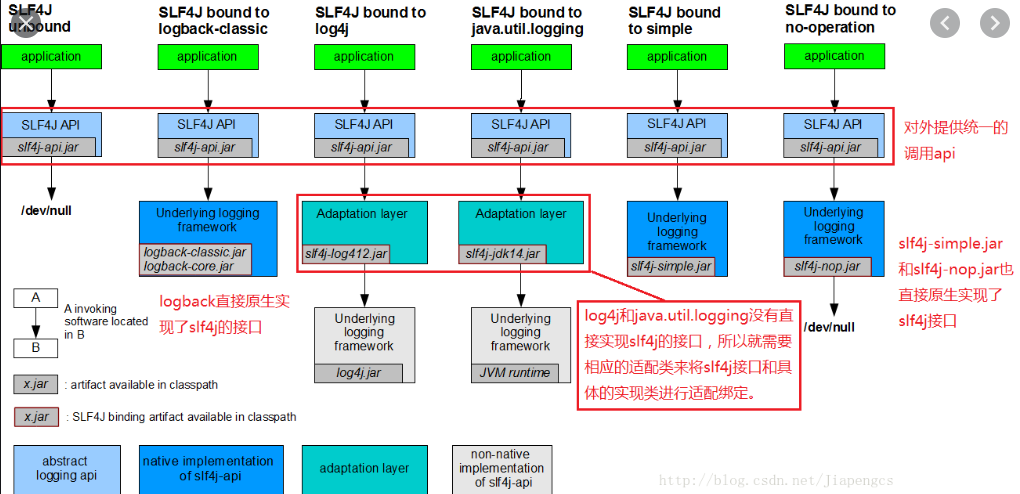 SLF4J
unbound
SLF4J bound to
logback-classic
SLF4J bound to
log4j
SLF4J bound to
java.util.logging
SLF4J bound
to simple
SLF4J bound to
no-operation
application
application
application
application
application
application
SLF4J API
slf4j-api.jar
SLF4J API
slf4j-api.jar
SLF4J API
slf4j-api.jar
SLF4J API
slf4j-api.jar
SLF4J API
slf4j-api.jar
SLF4J API
slf4j-api.jar
对外提供统一的
调用api
/dev/null
Underlying logging
framework
logback-classic.jar
logback-core.jar
Adaptation layer
slf4j-log412.jar
Adaptation layer
slf4j-jdk14.jar
Underlying
logging
framework
slf4j-simple.jar
Underlying
logging
framework
slf4j-nop.jar
slf4j-simple.jar
和slf4j-nop.jar也
直接原生实现了
slf4j接口
A
B
A invoking
software located
in B
logback直接原生实
现了slf4j的接口
Underlying
logging
framework
log4j.jar
Underlying
logging
framework
JVM runtime
log4j和java.util.logging没有直
接实现slf4j的接口，所以就需要
相应的适配类来将slf4j接口和具
体的实现类进行适配绑定。
/dev/null
x.jar
: artifact available in classpath
x.jar
: SLF4J binding artifact available in classpath
abstract
logging api
native implementation
of slf4j-api
adaptation layer
non-native
implementation
of slf4j-api
http://blog.csdn.net/Jiapengcs